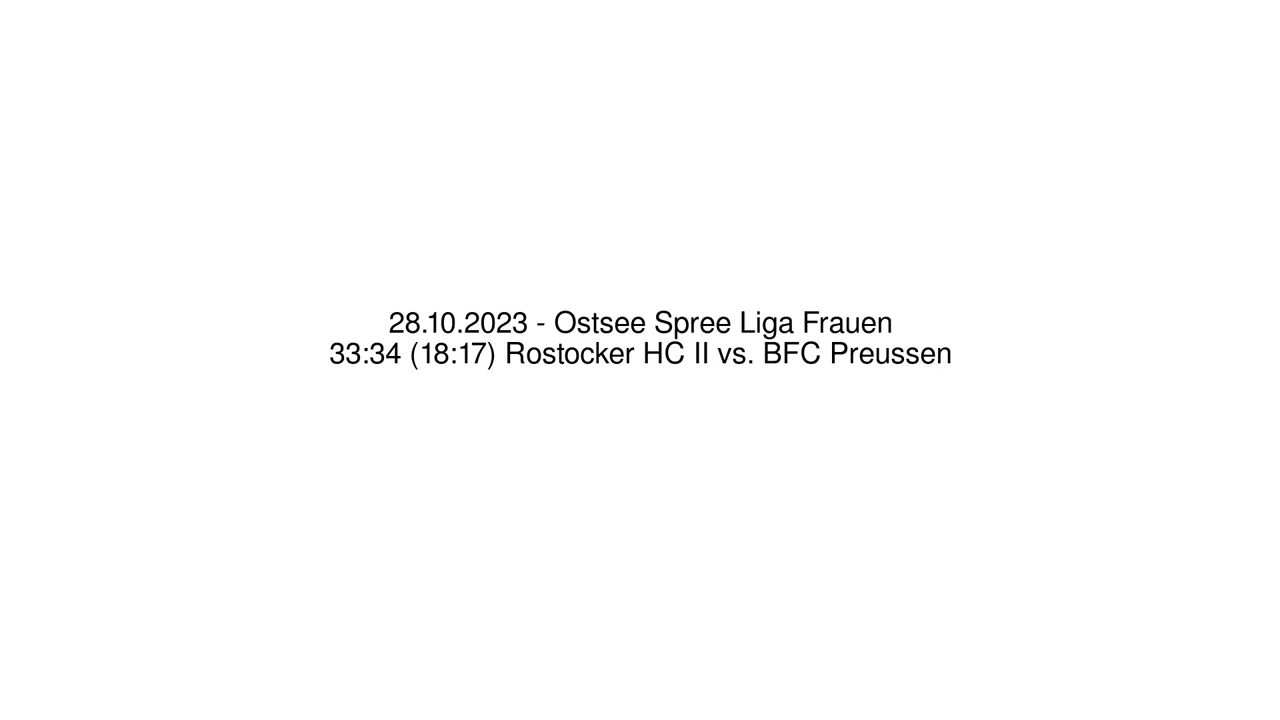 28.10.2023 - Ostsee Spree Liga Frauen
33:34 (18:17) Rostocker HC II vs. BFC Preussen